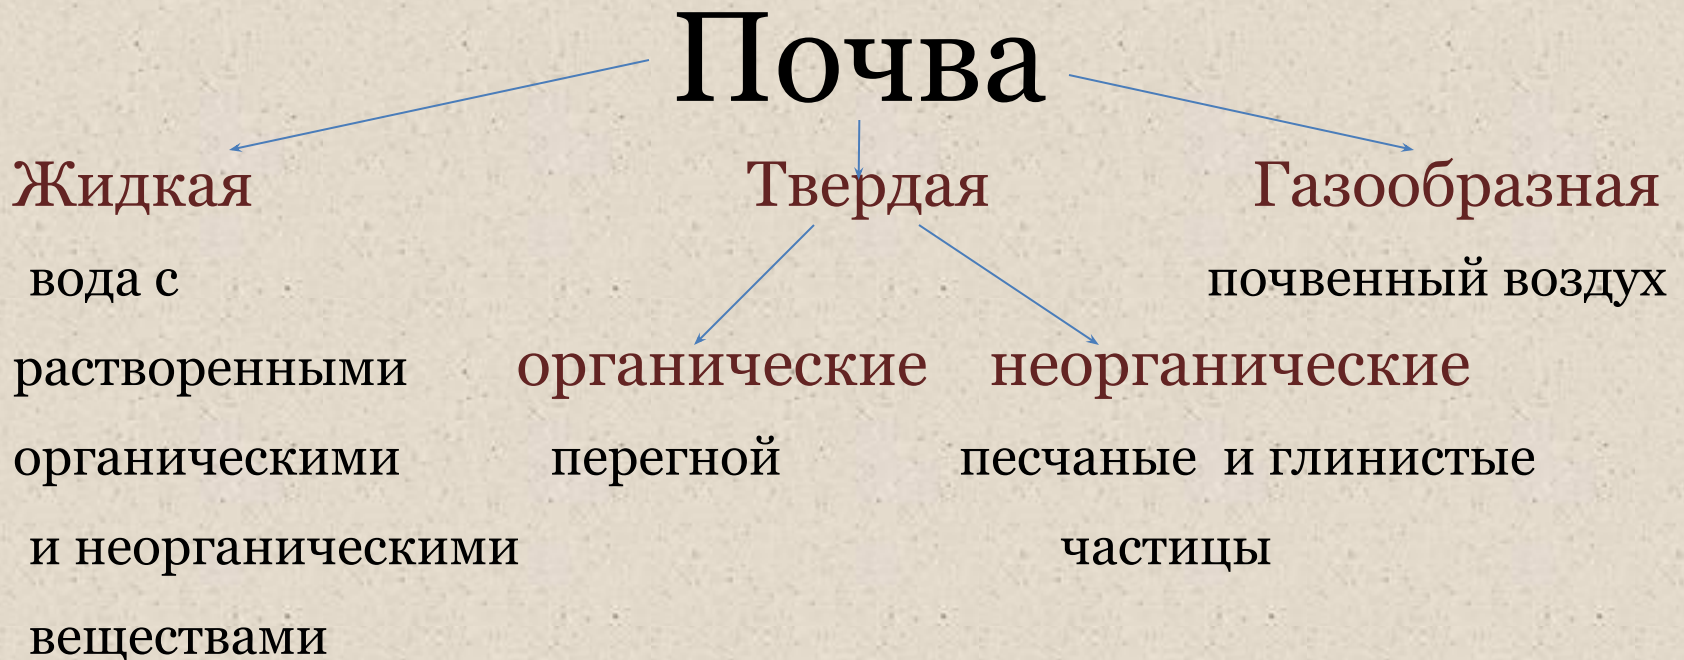 Почва
Жидкая Твердая Газообразная
вода с почвенный воздух
растворенными органические неорганические
органическими перегной песчаные и глинистые
и неорганическими частицы
веществами